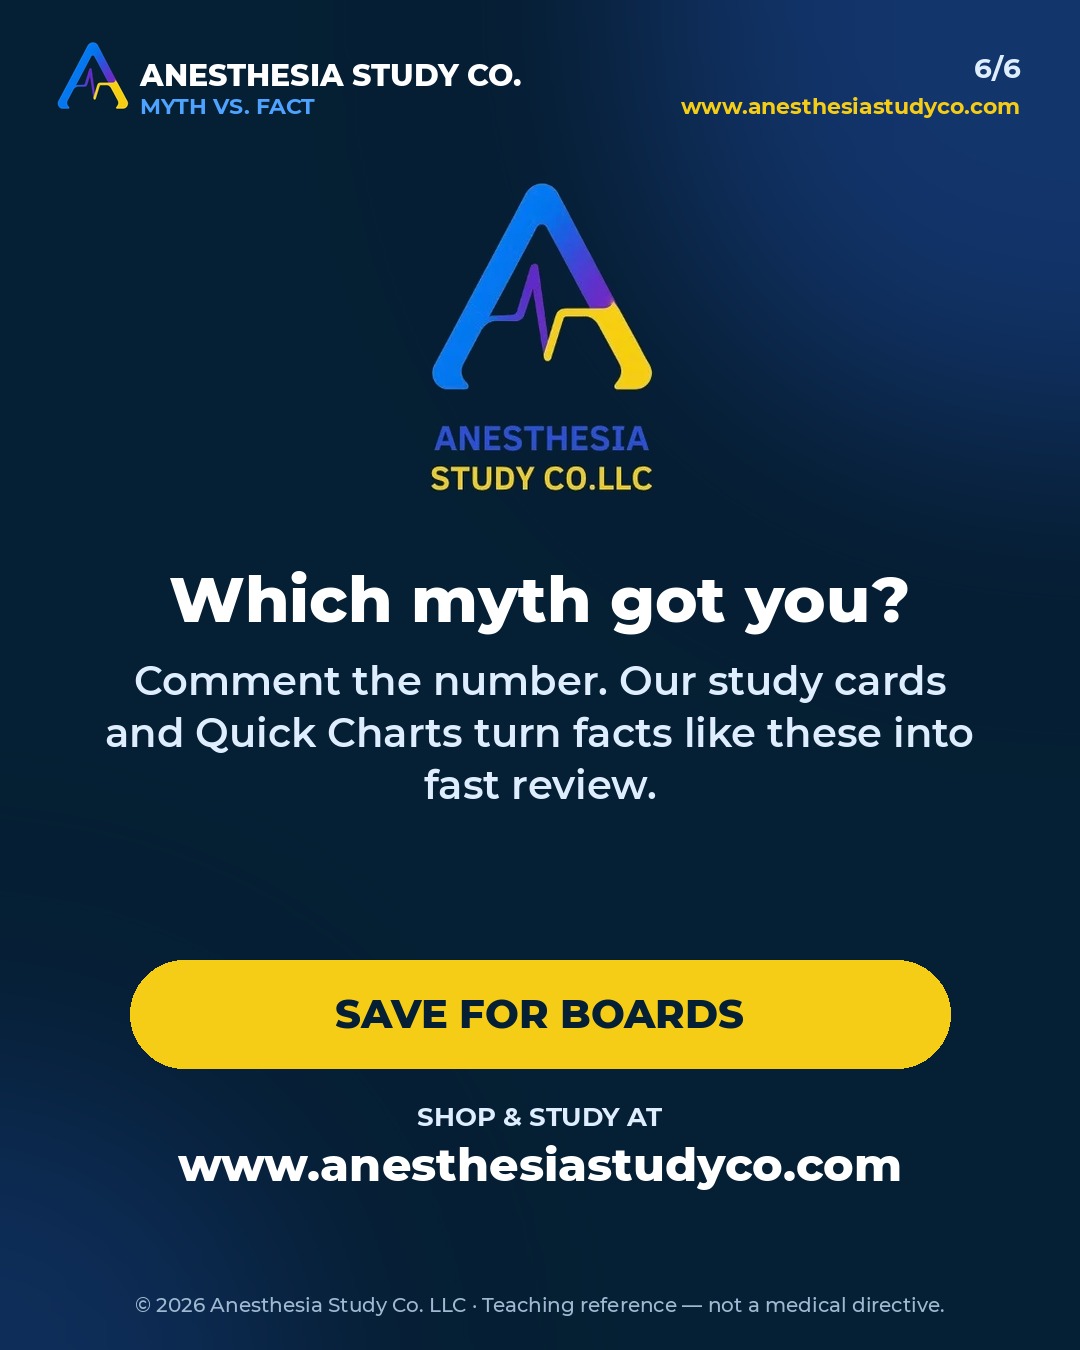 ANESTHESIA STUDY CO.
MYTH VS. FACT
6/6
www.anesthesiastudyco.com
ANESTHESIA
STUDY CO.LLC
Which myth got you?
Comment the number. Our study cards
and Quick Charts turn facts like these into
fast review.
SAVE FOR BOARDS
SHOP & STUDY AT
www.anesthesiastudyco.com
© 2026 Anesthesia Study Co. LLC · Teaching reference — not a medical directive.